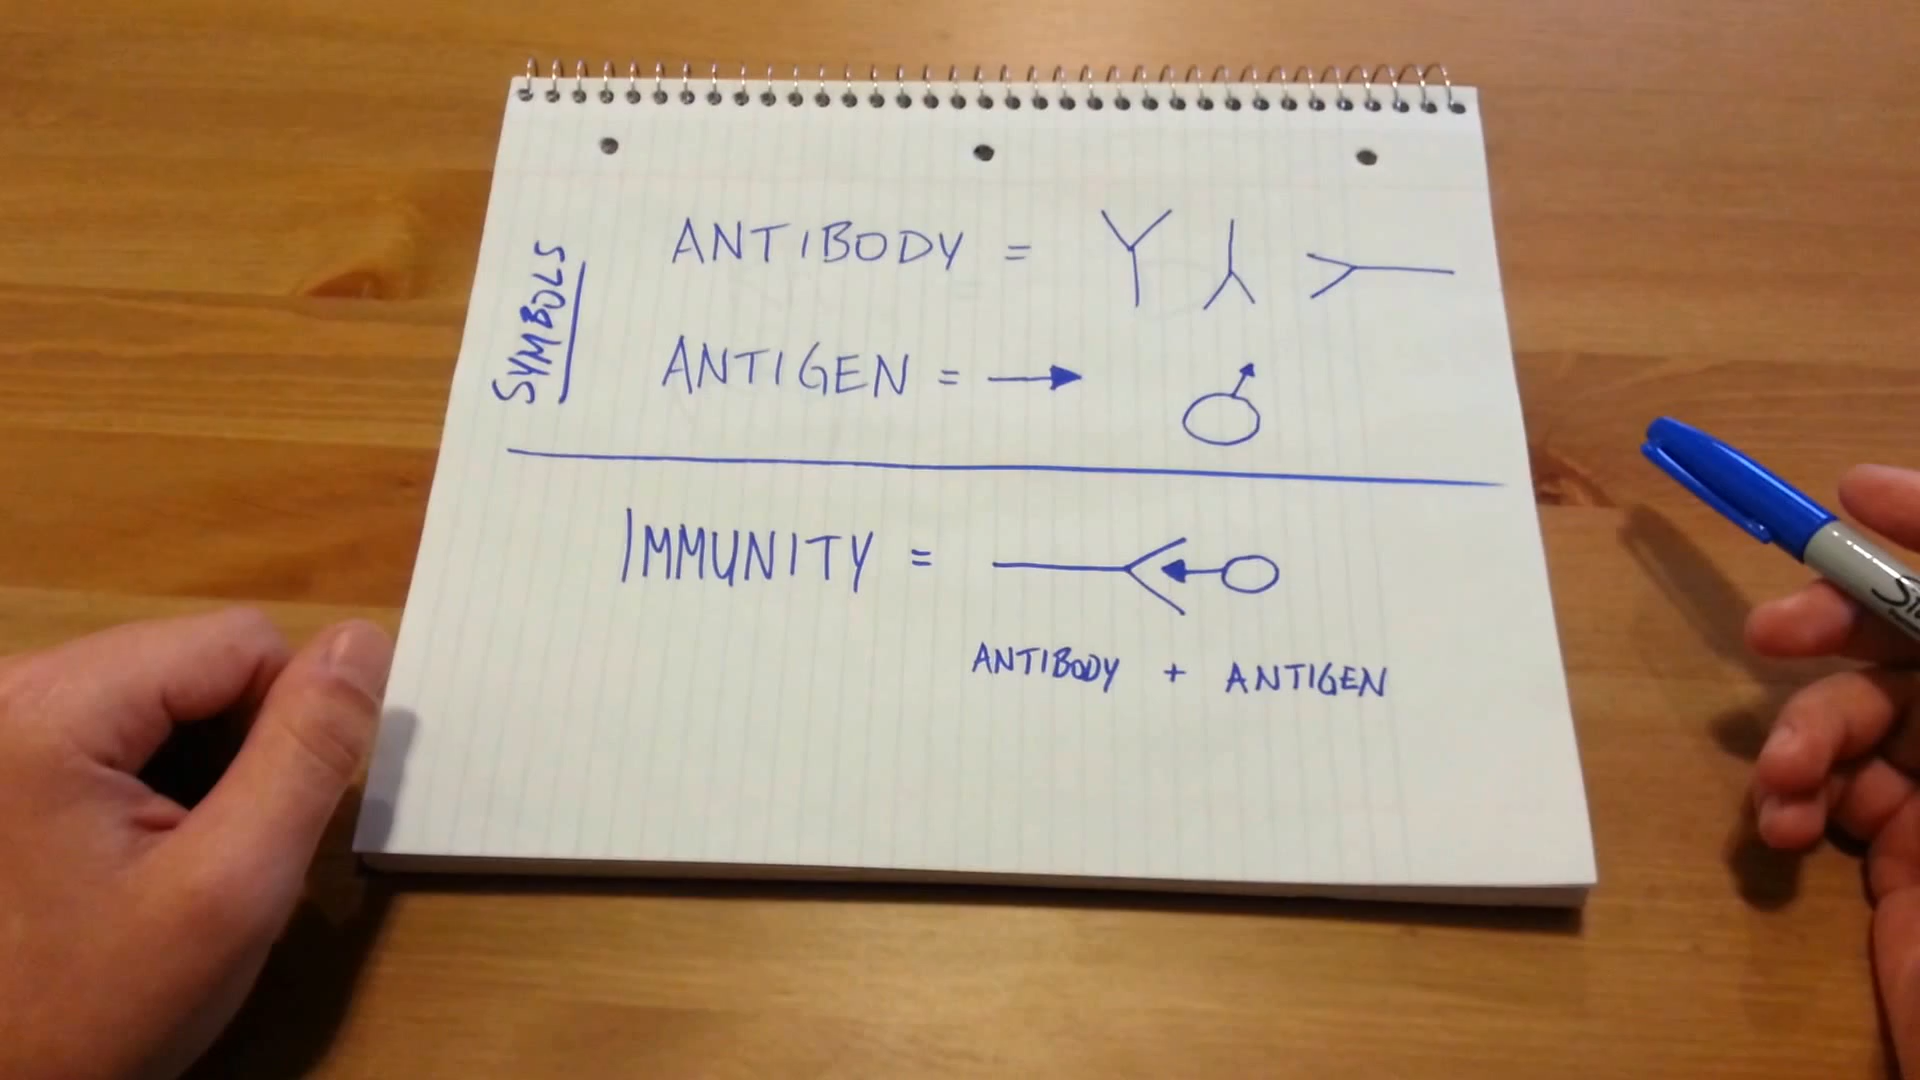 SYMBOLS
ANTIBODY =
ANTIGEN =
IMMUNITY =
ANTIBODY + ANTIGEN